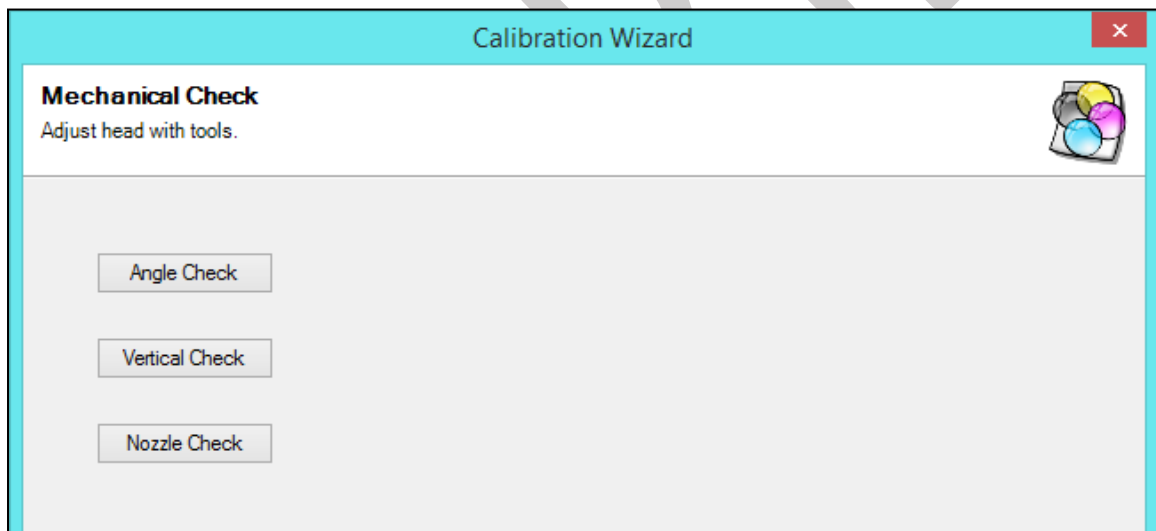 Calibration Wizard
Mechanical Check
Adjust head with tools.
Angle Check
Vertical Check
Nozzle Check